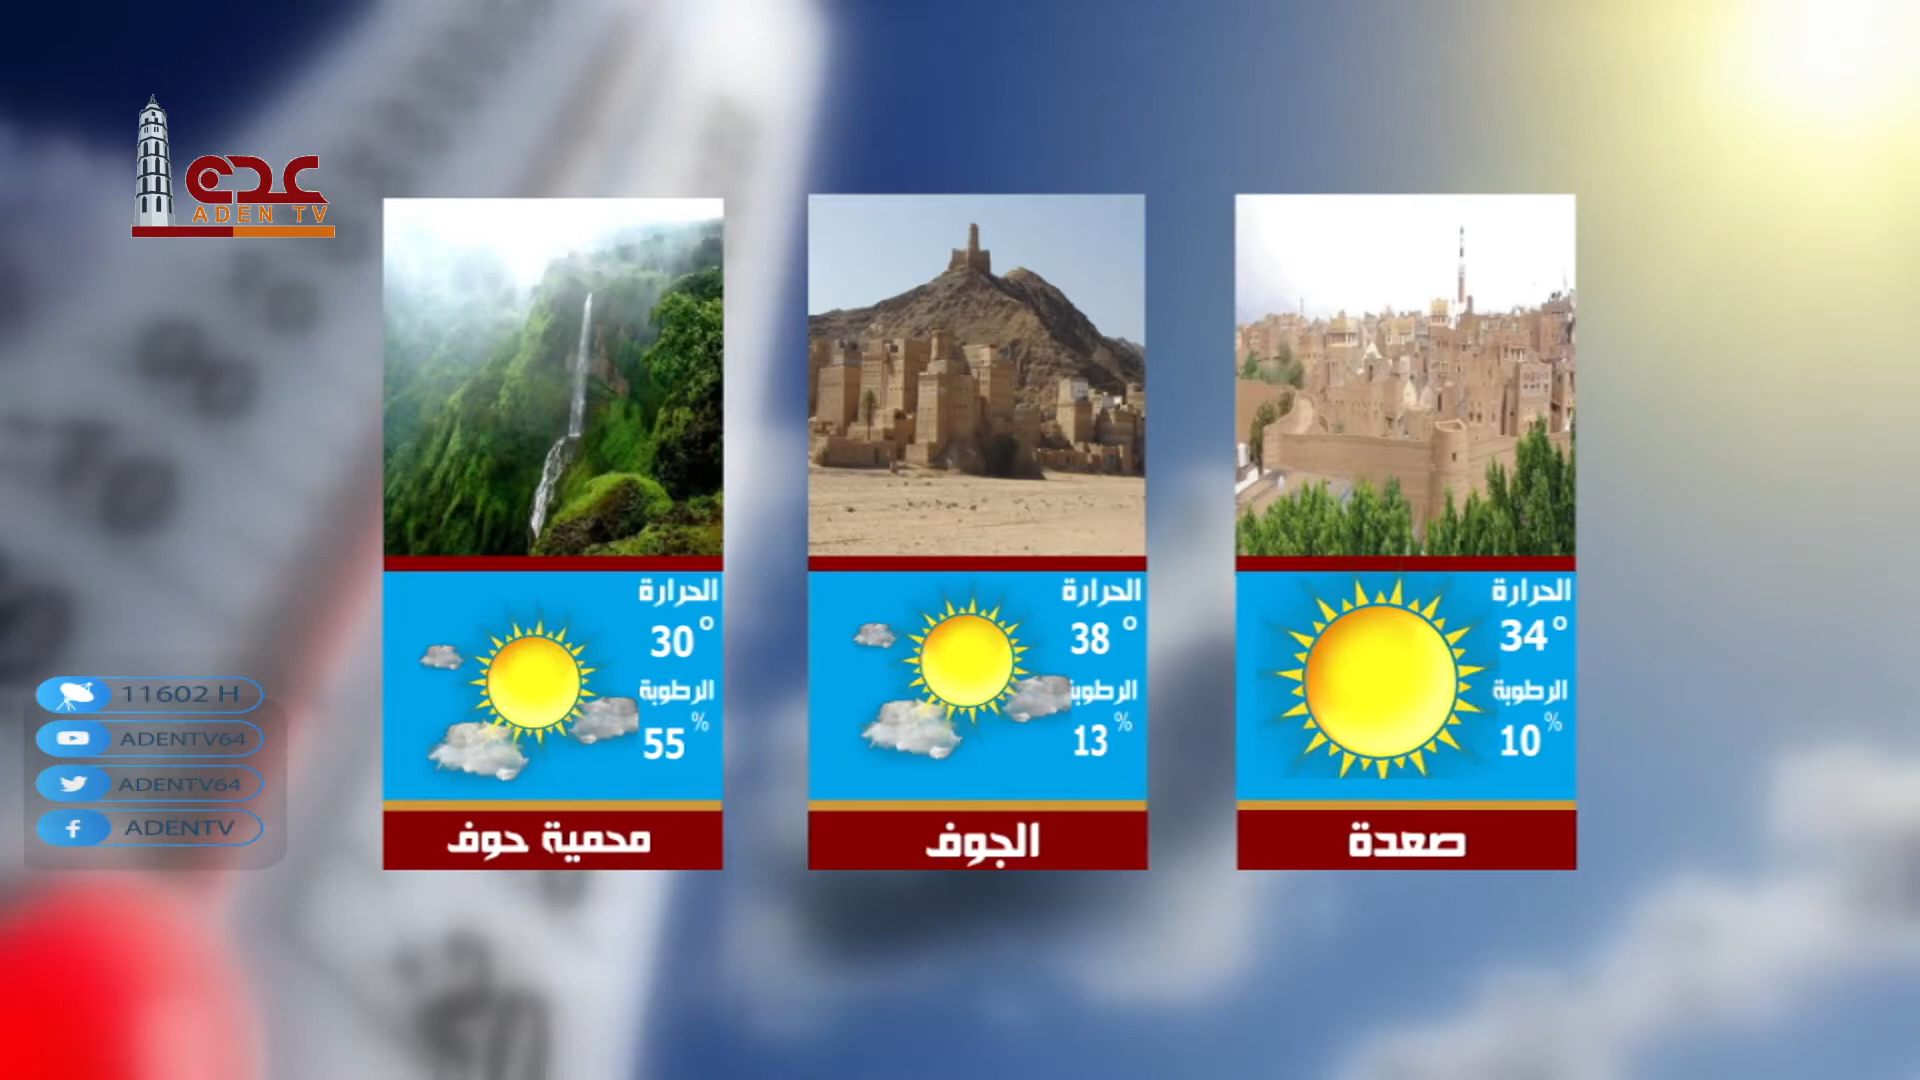 عدن
ADEN TV
الحرارة
34°
الرطوبة
10%
صعدة
الحرارة
38°
الرطوبة
13%
الجوف
الحرارة
30°
الرطوبة
55%
محمية حوف
11602 H
ADENTV64
ADENTV64
ADENTV